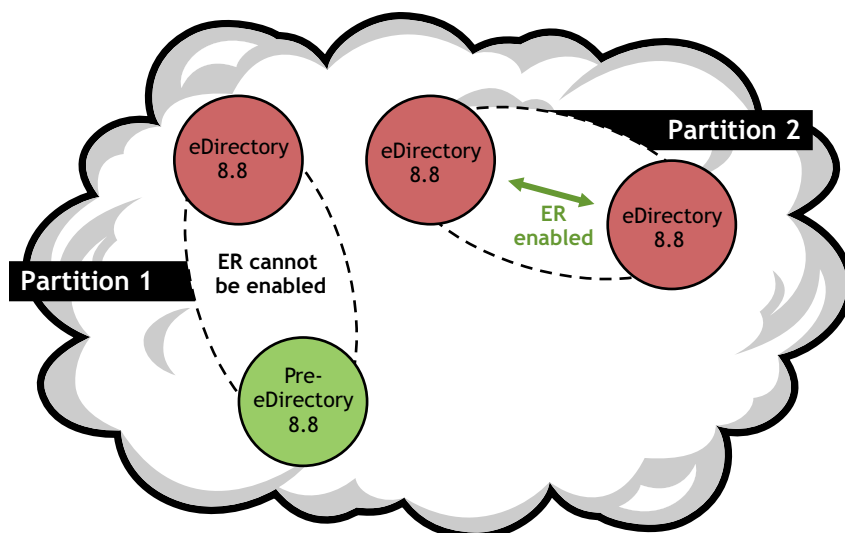 eDirectory
8.8
Partition 1
ER cannot
be enabled
Pre-
eDirectory
8.8
eDirectory
8.8
Partition 2
ER
enabled
eDirectory
8.8